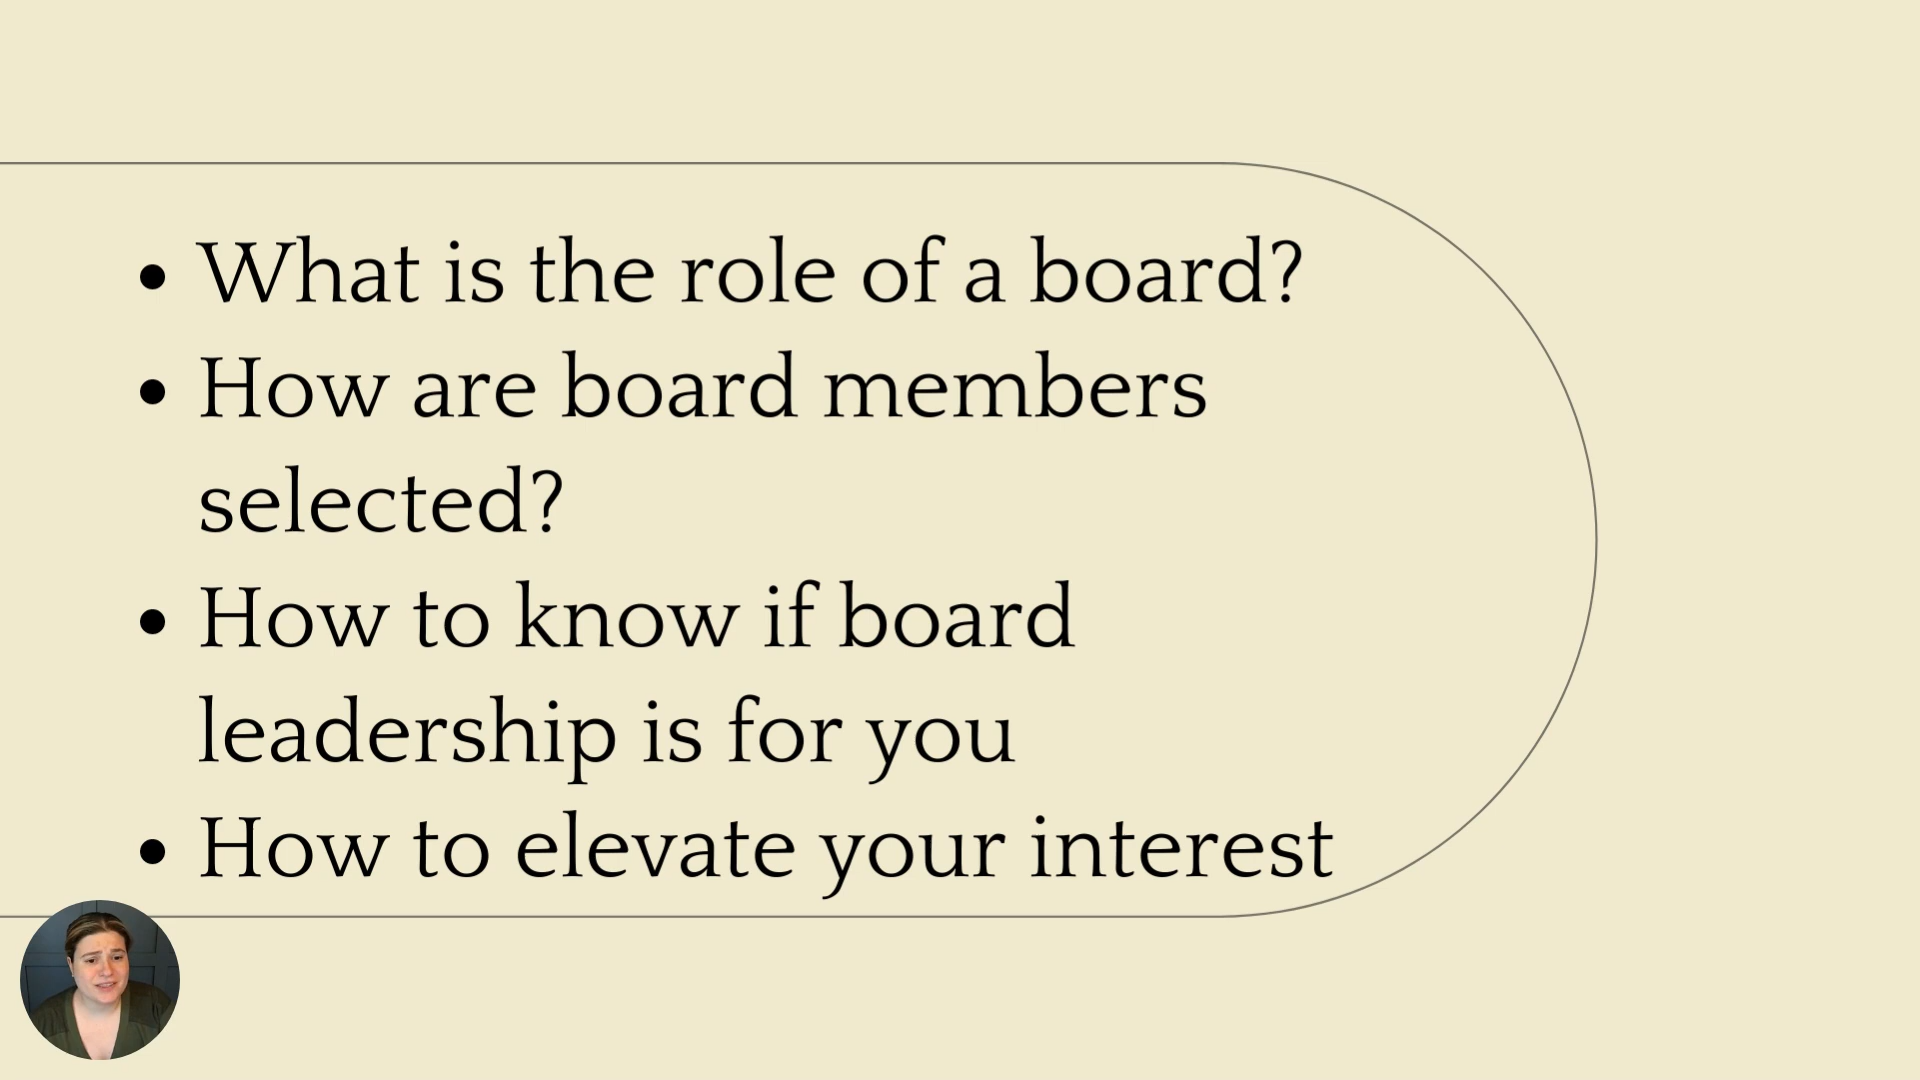 • What is the role of a board?
• How are board members
selected?
• How to know if board
leadership is for you
• How to elevate your interest